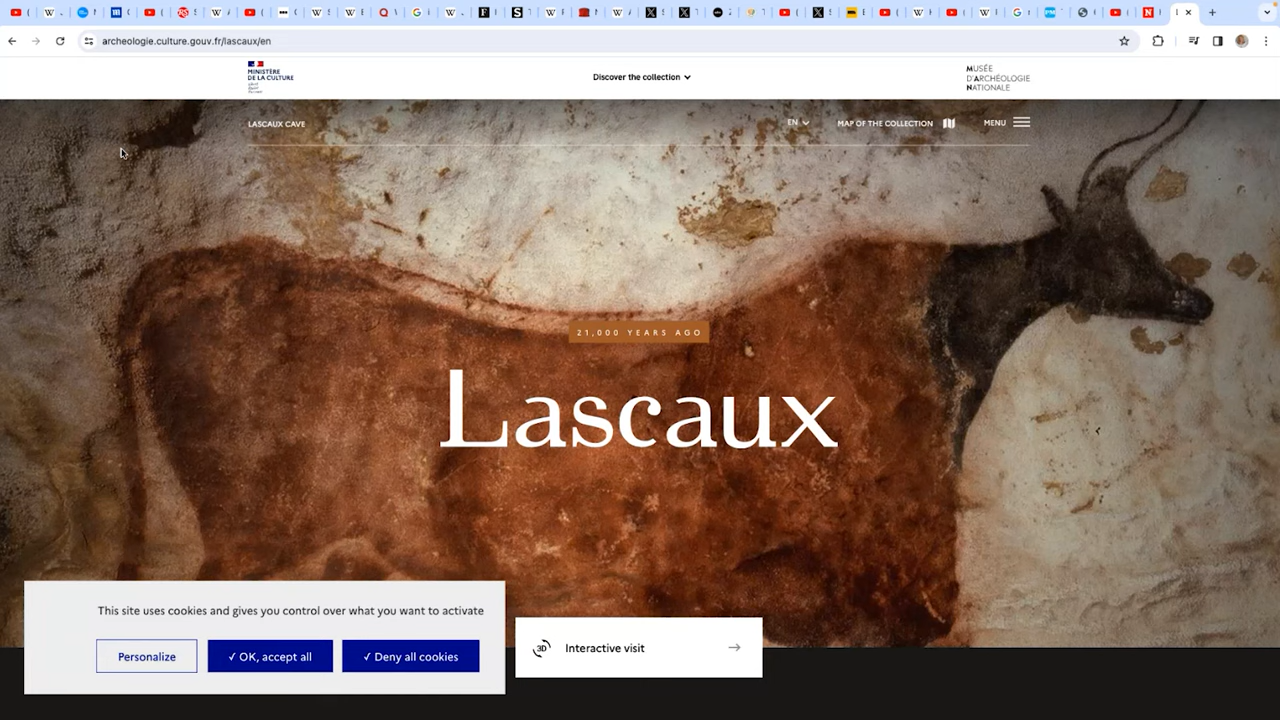 archeologie.culture.gouv.fr/lascaux/en
MINISTÈRE
DE LA CULTURE
Discover the collection
MUSÉE
D'ARCHÉOLOGIE
NATIONALE
LASCAUX CAVE
EN
MAP OF THE COLLECTION
MENU
21,000 YEARS AGO
Lascaux
This site uses cookies and gives you control over what you want to activate
Personalize
✓ OK, accept all
✓ Deny all cookies
3D
Interactive visit